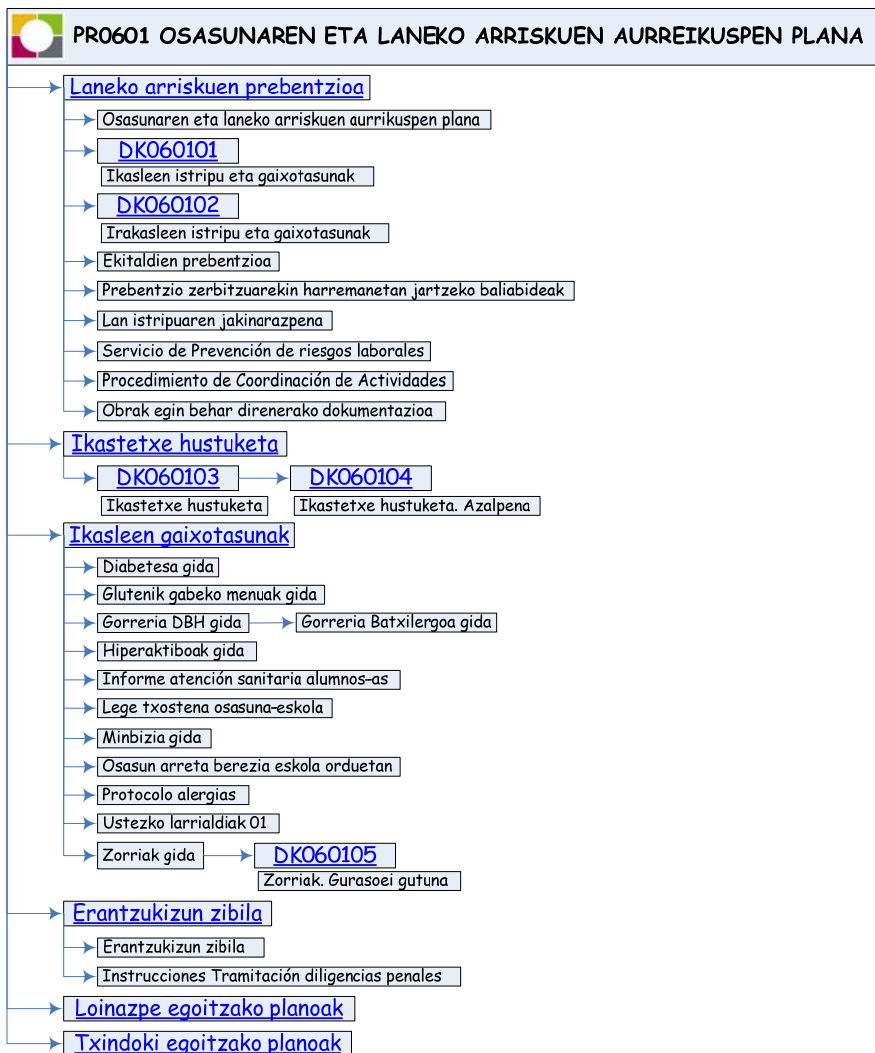 PR0601 OSASUNAREN ETA LANEKO ARRISKUEN AURREIKUSPEN PLANA
Laneko arriskuen prebentzioa
Osasunaren eta laneko arriskuen aurrikuspen plana
DK060101
Ikasleen istripu eta gaixotasunak
DK060102
Irakasleen istripu eta gaixotasunak
Ekitaldien prebentzioa
Prebentzio zerbitzuarekin harremanetan jartzeko baliabideak
Lan istripuaren jakinarazpena
Servicio de Prevención de riesgos laborales
Procedimiento de Coordinación de Actividades
Obrak egin behar direnerako dokumentazioa
Ikastetxe hustuketa
DK060103 DK060104
Ikastetxe hustuketa Ikastetxe hustuketa. Azalpena
Ikasleen gaixotasunak
Diabetesa gida
Glutenik gabeko menuak gida
Gorreria DBH gida Gorreria Batxilergoa gida
Hiperaktiboak gida
Informe atención sanitaria alumnos-as
Lege txostena osasuna-eskola
Minbizia gida
Osasun arreta berezia eskola orduetan
Protocolo alergias
Ustezko larrialdiak 01
Zorriak gida DK060105
Zorriak. Gurasoei gutuna
Erantzukizun zibila
Erantzukizun zibila
Instrucciones Tramitación diligencias penales
Loinazpe egoitzako planoak
Txindoki egoitzako planoak